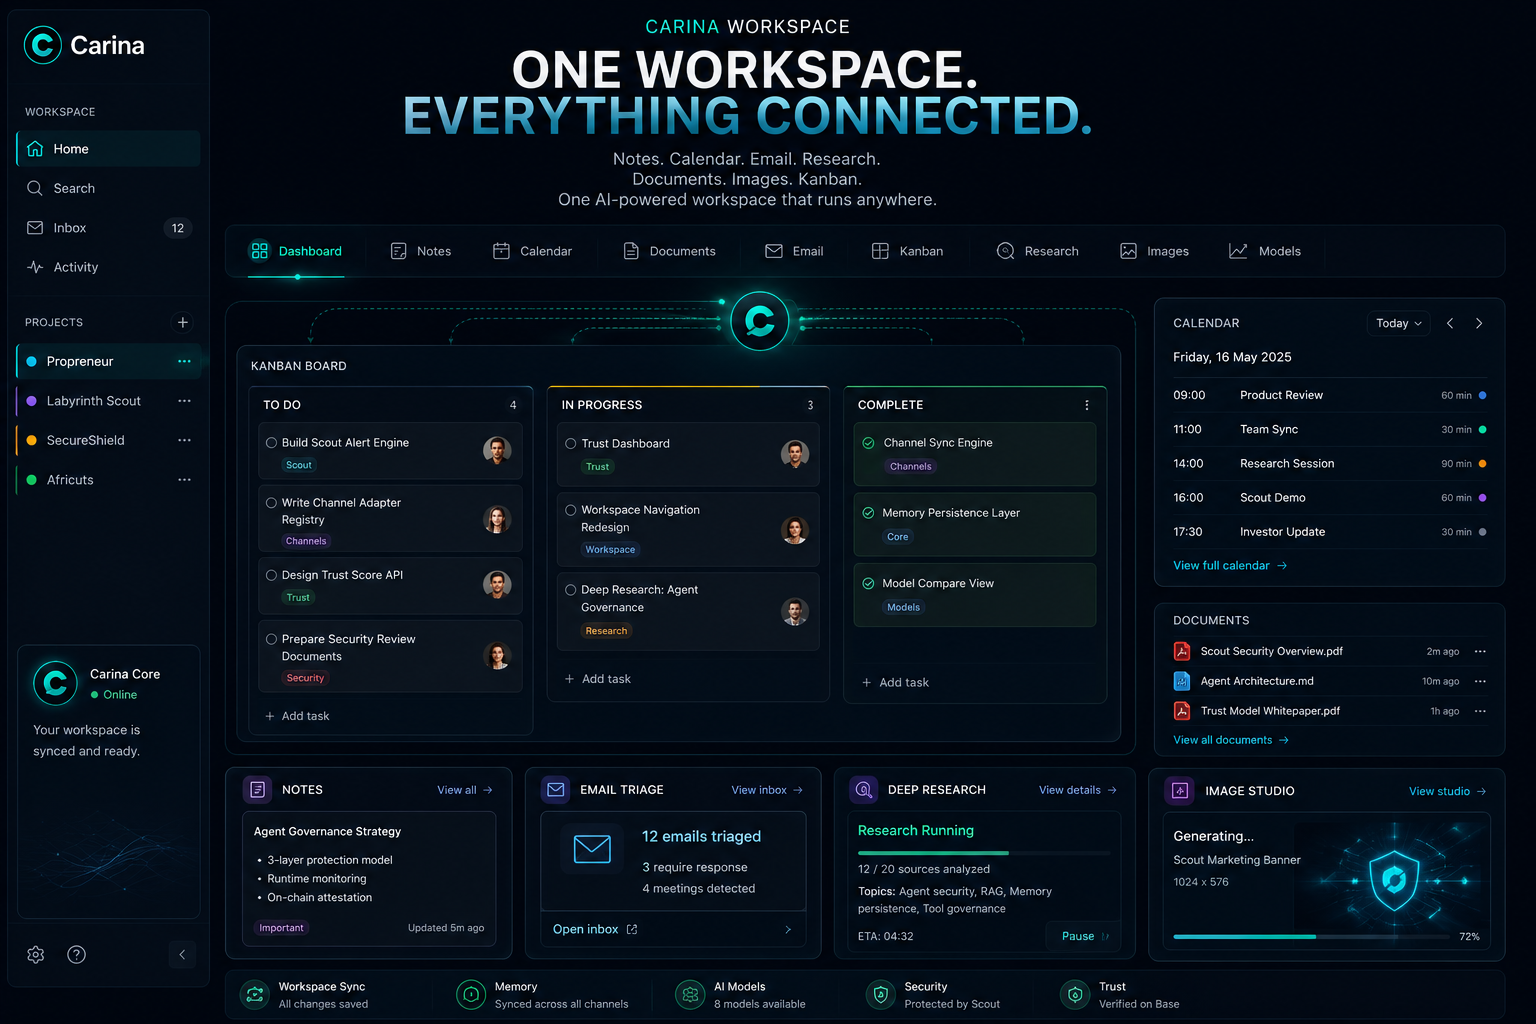 Carina
WORKSPACE
Home
Search
Inbox
12
Activity
PROJECTS
Propreneur
Labyrinth Scout
SecureShield
Africuts
Carina Core
Online
Your workspace is
synced and ready.
CARINA WORKSPACE
ONE WORKSPACE.
EVERYTHING CONNECTED.
Notes. Calendar. Email. Research.
Documents. Images. Kanban.
One AI-powered workspace that runs anywhere.
Dashboard
Notes
Calendar
Documents
Email
Kanban
Research
Images
Models
KANBAN BOARD
TO DO
4
Build Scout Alert Engine
Scout
Write Channel Adapter
Registry
Channels
Design Trust Score API
Trust
Prepare Security Review
Documents
Security
+ Add task
IN PROGRESS
3
Trust Dashboard
Trust
Workspace Navigation
Redesign
Workspace
Deep Research: Agent
Governance
Research
+ Add task
COMPLETE
Channel Sync Engine
Channels
Memory Persistence Layer
Core
Model Compare View
Models
+ Add task
CALENDAR
Today
Friday, 16 May 2025
09:00 Product Review 60 min
11:00 Team Sync 30 min
14:00 Research Session 90 min
16:00 Scout Demo 60 min
17:30 Investor Update 30 min
View full calendar →
DOCUMENTS
Scout Security Overview.pdf 2m ago
Agent Architecture.md 10m ago
Trust Model Whitepaper.pdf 1h ago
View all documents →
NOTES
View all →
Agent Governance Strategy
• 3-layer protection model
• Runtime monitoring
• On-chain attestation
Important
Updated 5m ago
EMAIL TRIAGE
View inbox →
12 emails triaged
3 require response
4 meetings detected
Open inbox
DEEP RESEARCH
View details →
Research Running
12 / 20 sources analyzed
Topics: Agent security, RAG, Memory
persistence, Tool governance
ETA: 04:32
Pause
IMAGE STUDIO
View studio →
Generating...
Scout Marketing Banner
1024 x 576
72%
Workspace Sync
All changes saved
Memory
Synced across all channels
AI Models
8 models available
Security
Protected by Scout
Trust
Verified on Base